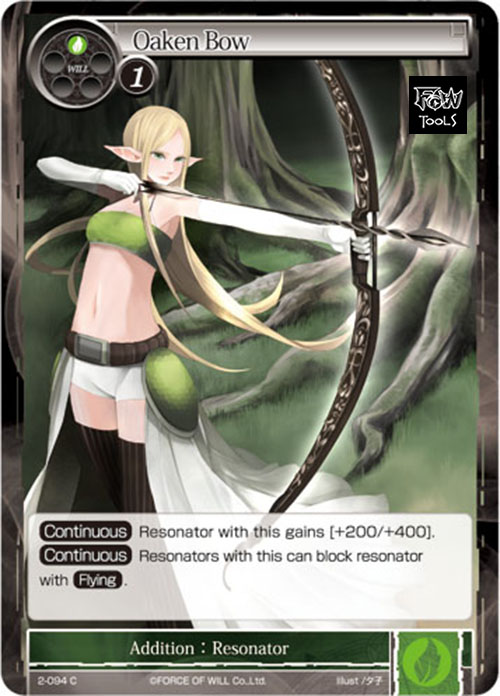 Oaken Bow
WILL
1
FOW
TOOLS
Continuous Resonator with this gains [+200/+400].
Continuous Resonators with this can block resonator
with Flying.
Addition : Resonator
2-094 C ©FORCE OF WILL Co.,Ltd. Illust /夕子